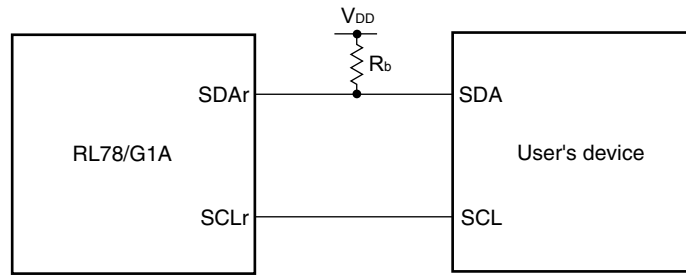 VDD
Rb
SDAr
SDA
RL78/G1A
User's device
SCLr
SCL